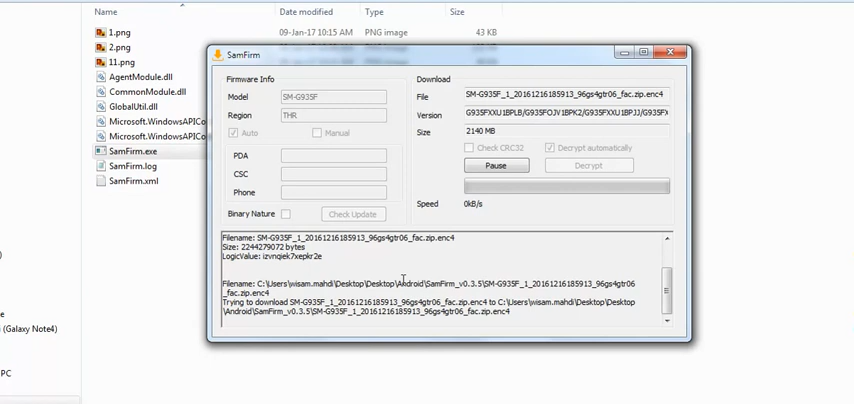 Name
Date modified
Type
Size
1.png
09-Jan-17 10:15 AM
PNG image
43 KB
2.png
11.png
AgentModule.dll
CommonModule.dll
GlobalUtil.dll
Microsoft.WindowsAPICo
Microsoft.WindowsAPICo
SamFirm.exe
SamFirm.log
SamFirm.xml
(Galaxy Note4)
PC
SamFirm
Firmware Info
Model
SM-G935F
Region
THR
Auto
Manual
PDA
CSC
Phone
Binary Nature
Check Update
Download
File
SM-G935F_1_20161216185913_96gs4gtr06_fac.zip.enc4
Version
G935FXXU1BPLB/G935FOJV1BPK2/G935FXXU1BPJJ/G935FX
Size
2140 MB
Check CRC32
Decrypt automatically
Pause
Decrypt
Speed
0kB/s
Filename: SM-G935F_1_20161216185913_96gs4gtr06_fac.zip.enc4
Size: 2244279072 bytes
LogicValue: izvnqiek7xepkr2e
Filename: C:\Users\wisam.mahdi\Desktop\Desktop\Android\SamFirm_v0.3.5\SM-G935F_1_20161216185913_96gs4gtr06
_fac.zip.enc4
Trying to download SM-G935F_1_20161216185913_96gs4gtr06_fac.zip.enc4 to C:\Users\wisam.mahdi\Desktop\Desktop
\Android\SamFirm_v0.3.5\SM-G935F_1_20161216185913_96gs4gtr06_fac.zip.enc4